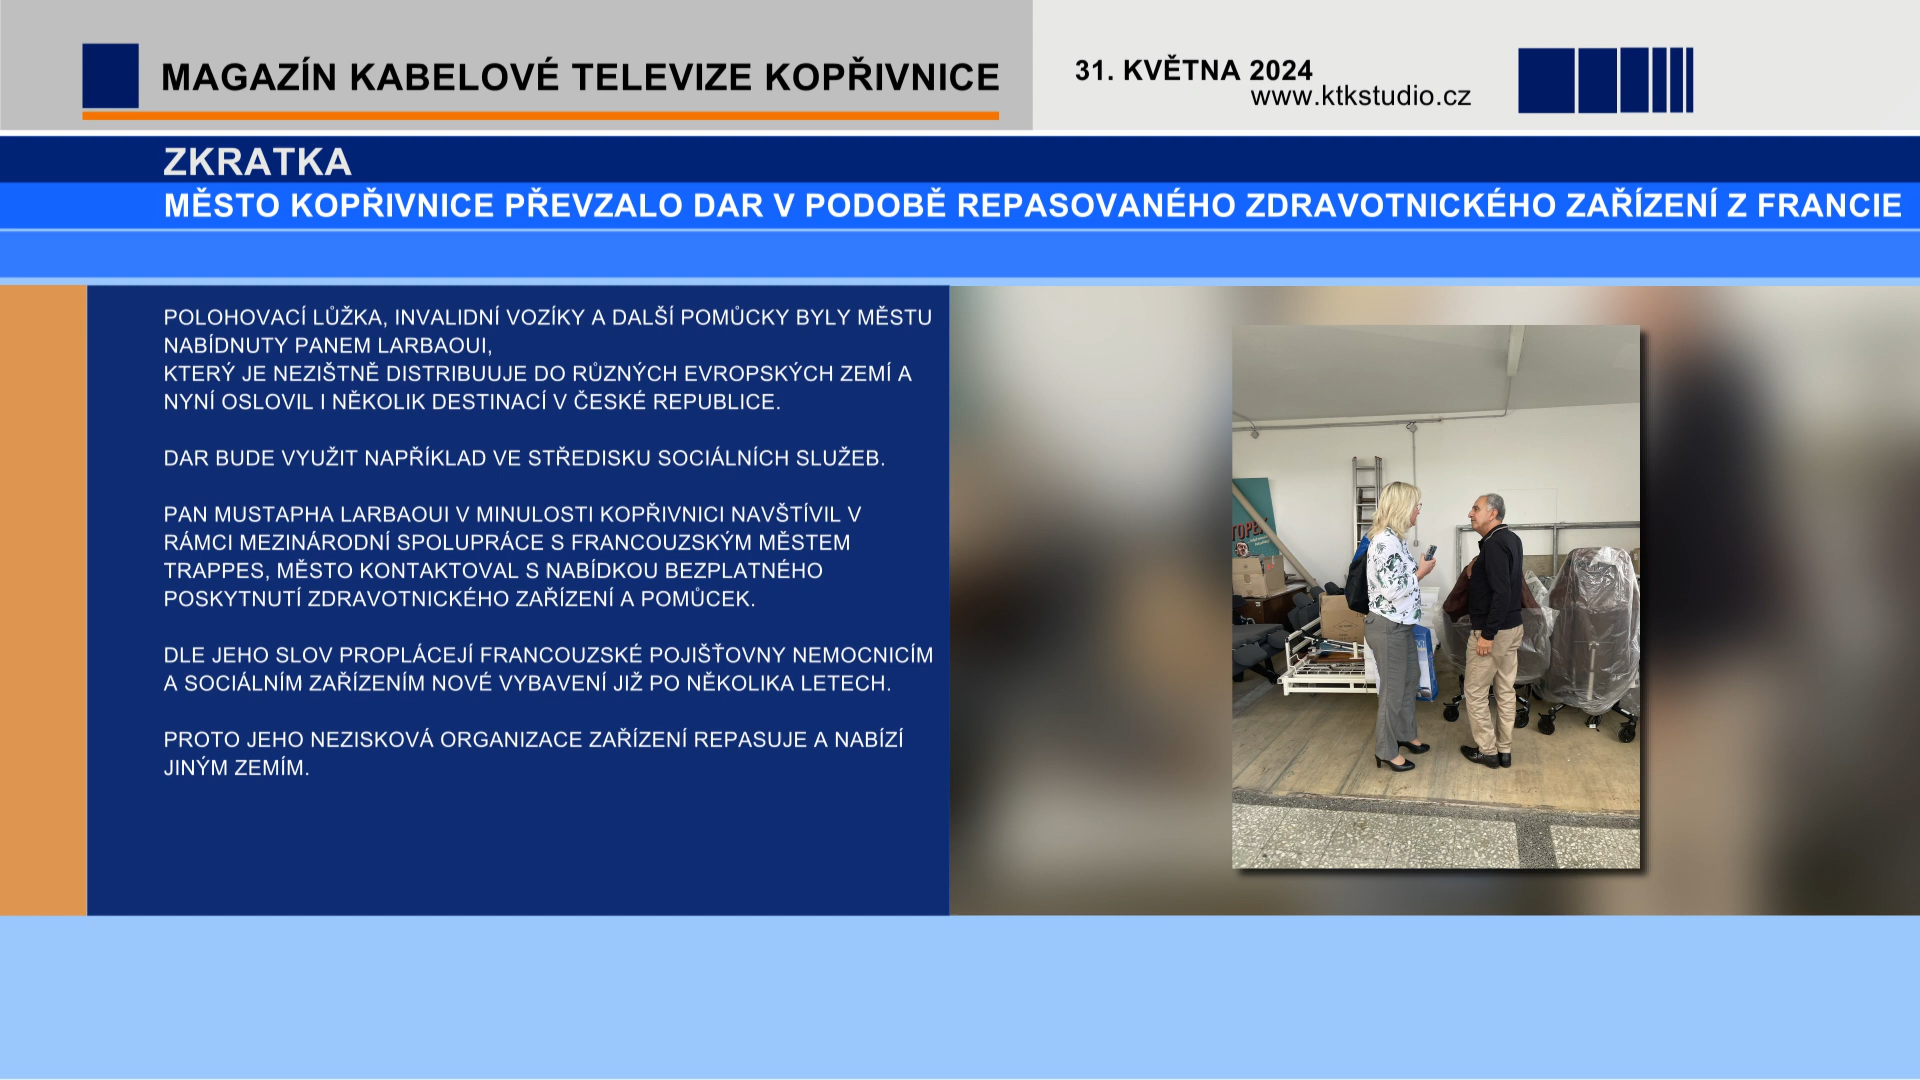 MAGAZÍN KABELOVÉ TELEVIZE KOPŘIVNICE
31. KVĚTNA 2024
www.ktkstudio.cz
ZKRATKA
MĚSTO KOPŘIVNICE PŘEVZALO DAR V PODOBĚ REPASOVANÉHO ZDRAVOTNICKÉHO ZAŘÍZENÍ Z FRANCIE
POLOHOVACÍ LŮŽKA, INVALIDNÍ VOZÍKY A DALŠÍ POMŮCKY BYLY MĚSTU
NABÍDNUTY PANEM LARBAOUI,
KTERÝ JE NEZIŠTNĚ DISTRIBUUJE DO RŮZNÝCH EVROPSKÝCH ZEMÍ A
NYNÍ OSLOVIL I NĚKOLIK DESTINACÍ V ČESKÉ REPUBLICE.
DAR BUDE VYUŽIT NAPŘÍKLAD VE STŘEDISKU SOCIÁLNÍCH SLUŽEB.
PAN MUSTAPHA LARBAOUI V MINULOSTI KOPŘIVNICI NAVŠTÍVIL V
RÁMCI MEZINÁRODNÍ SPOLUPRÁCE S FRANCOUZSKÝM MĚSTEM
TRAPPES, MĚSTO KONTAKTOVAL S NABÍDKOU BEZPLATNÉHO
POSKYTNUTÍ ZDRAVOTNICKÉHO ZAŘÍZENÍ A POMŮCEK.
DLE JEHO SLOV PROPLÁCEJÍ FRANCOUZSKÉ POJIŠŤOVNY NEMOCNICÍM
A SOCIÁLNÍM ZAŘÍZENÍM NOVÉ VYBAVENÍ JIŽ PO NĚKOLIKA LETECH.
PROTO JEHO NEZISKOVÁ ORGANIZACE ZAŘÍZENÍ REPASUJE A NABÍZÍ
JINÝM ZEMÍM.